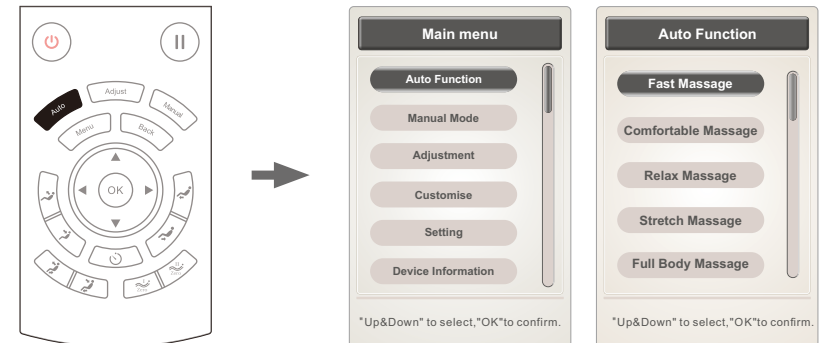 Auto
Adjust
Manual
Menu
Back
OK
Zero
Zero
Main menu
Auto Function
Manual Mode
Adjustment
Customise
Setting
Device Information
"Up&Down" to select,"OK"to confirm.
Auto Function
Fast Massage
Comfortable Massage
Relax Massage
Stretch Massage
Full Body Massage
"Up&Down" to select,"OK"to confirm.